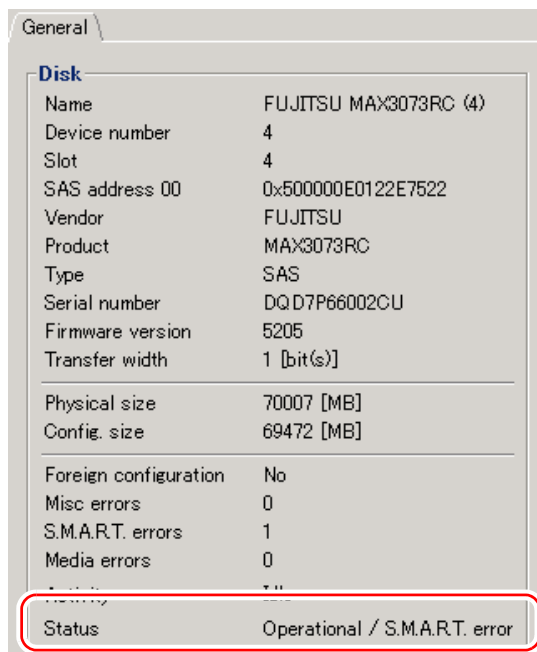 General
Disk
Name FUJITSU MAX3073RC (4)
Device number 4
Slot 4
SAS address 00 0x500000E0122E7522
Vendor FUJITSU
Product MAX3073RC
Type SAS
Serial number DQD7P66002CU
Firmware version 5205
Transfer width 1 [bit(s)]
Physical size 70007 [MB]
Config. size 69472 [MB]
Foreign configuration No
Misc errors 0
S.M.A.R.T. errors 1
Media errors 0
Status Operational / S.M.A.R.T. error